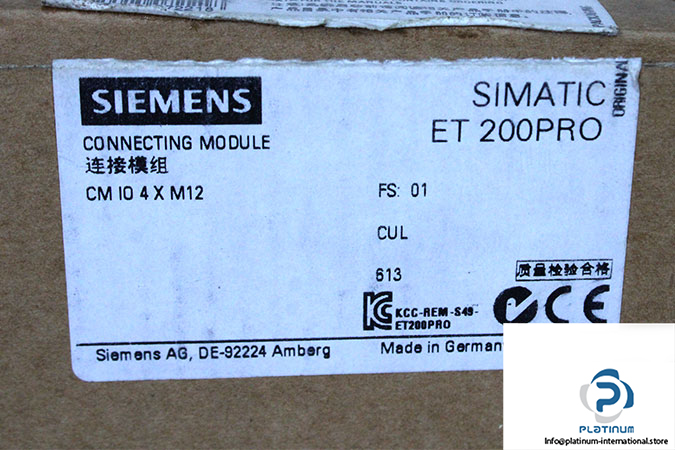 SIEMENS
SIMATIC
ET 200PRO
ORIGINAL
CONNECTING MODULE
连接模组
CM IO 4 X M12
FS: 01
CUL
613
质量检验合格
KCC-REM-S49-
ET200PRO
CE
Siemens AG, DE-92224 Amberg
Made in German
PLATINUM
Info@platinum-international.store